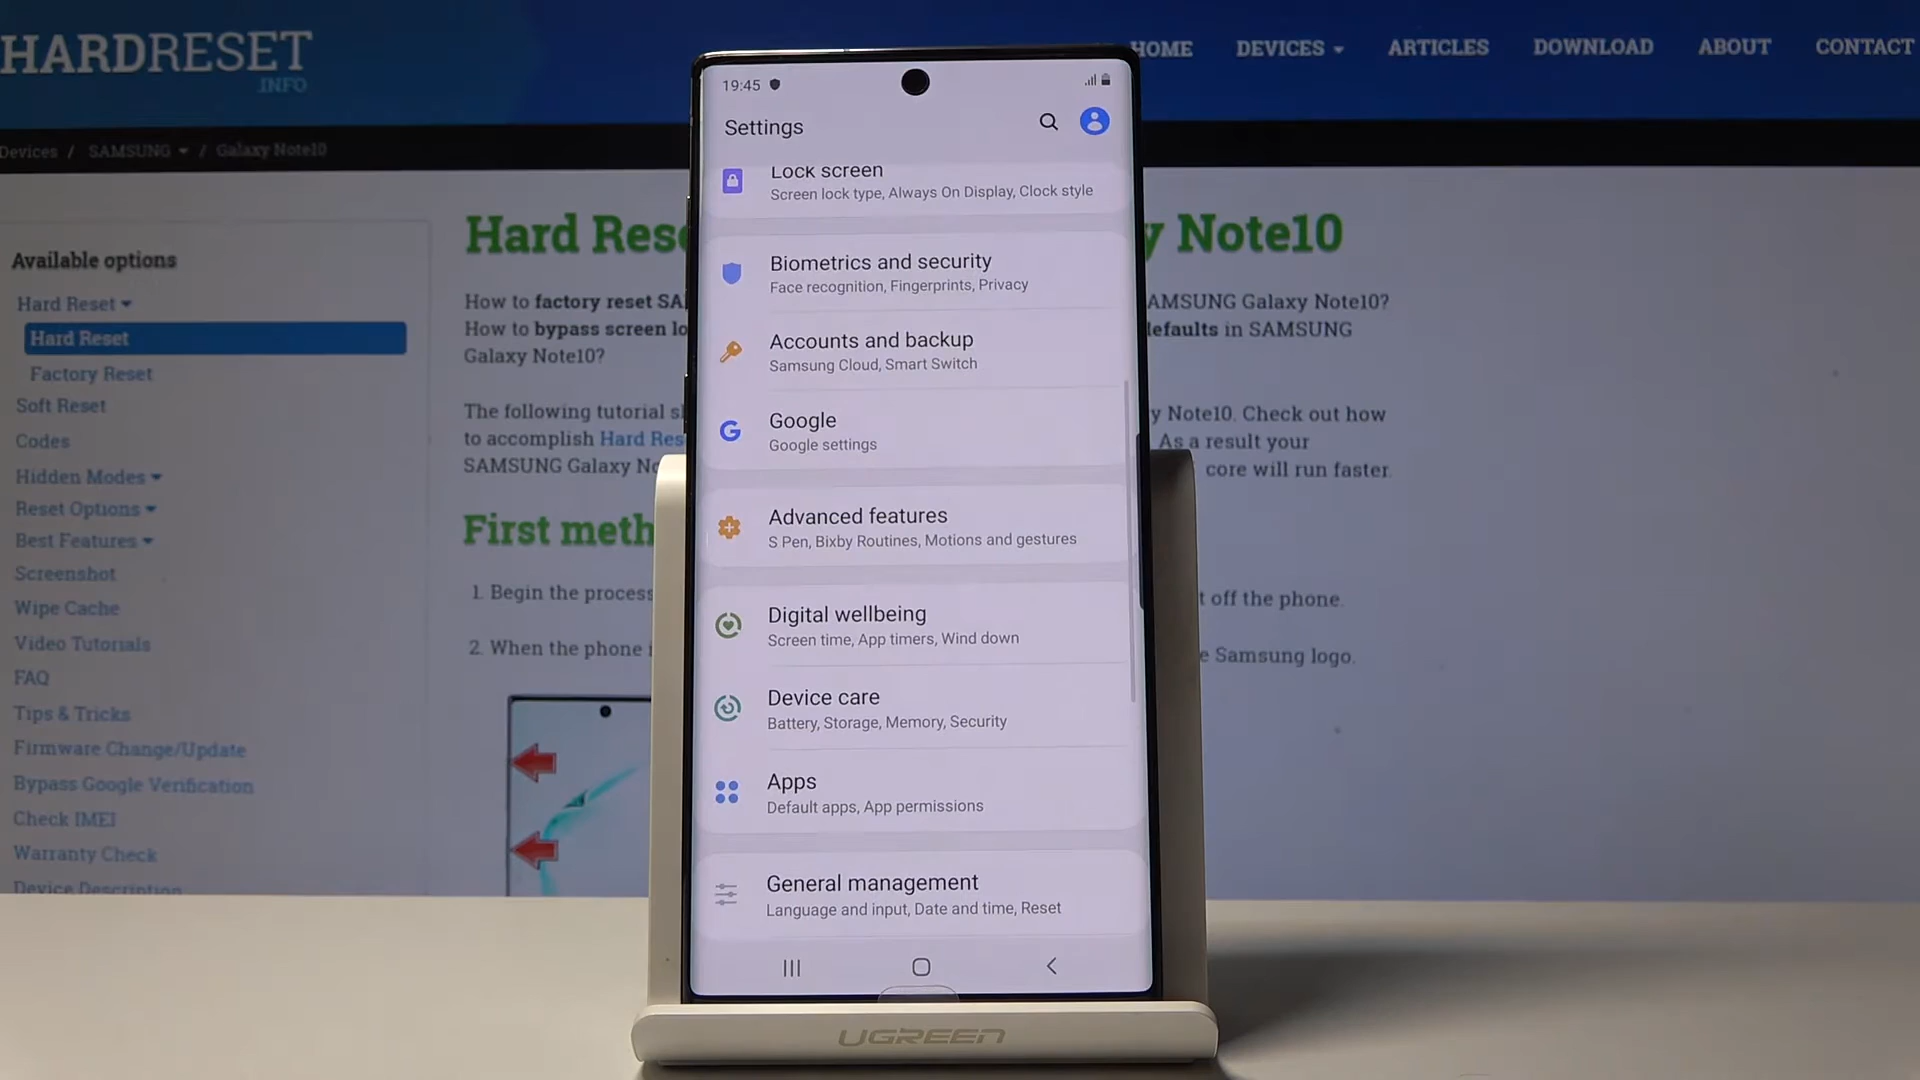 HARDRESET
.INFO
HOME
DEVICES
ARTICLES
DOWNLOAD
ABOUT
CONTACT
Devices / SAMSUNG / Galaxy Note10
Available options
Hard Reset
Hard Reset
Factory Reset
Soft Reset
Codes
Hidden Modes
Reset Options
Best Features
Screenshot
Wipe Cache
Video Tutorials
FAQ
Tips & Tricks
Firmware Change/Update
Bypass Google Verification
Check IMEI
Warranty Check
Device Description
Hard Res
y Note10
How to factory reset SA
AMSUNG Galaxy Note10?
How to bypass screen lo
defaults in SAMSUNG
Galaxy Note10?
The following tutorial s
y Note10. Check out how
to accomplish Hard Res
As a result your
SAMSUNG Galaxy No
core will run faster.
First meth
1. Begin the process
t off the phone.
2. When the phone
e Samsung logo.
19:45
Settings
Lock screen
Screen lock type, Always On Display, Clock style
Biometrics and security
Face recognition, Fingerprints, Privacy
Accounts and backup
Samsung Cloud, Smart Switch
Google
Google settings
Advanced features
S Pen, Bixby Routines, Motions and gestures
Digital wellbeing
Screen time, App timers, Wind down
Device care
Battery, Storage, Memory, Security
Apps
Default apps, App permissions
General management
Language and input, Date and time, Reset
UGREEN